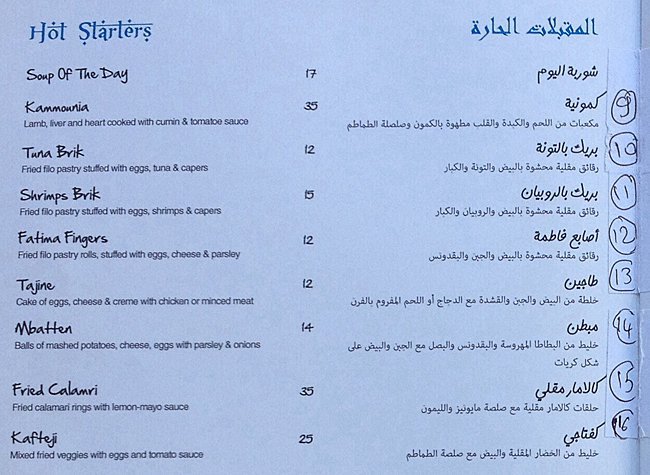 Hot Starters
المقبلات الحارة
Soup Of The Day 17 شوربة اليوم
Kammounia 35 كمونية 9
Lamb, liver and heart cooked with cumin & tomatoe sauce
مكعبات من اللحم والكبدة والقلب مطهوة بالكمون وصلصلة الطماطم
Tuna Brik 12 بريك بالتونة 10
Fried filo pastry stuffed with eggs, tuna & capers
رقائق مقلية محشوة بالبيض والتونة والكبار
Shrimps Brik 15 بريك بالروبيان 11
Fried filo pastry stuffed with eggs, shrimps & capers
رقائق مقلية محشوة بالبيض والروبيان والكبار
Fatima Fingers 12 أصابع فاطمة 12
Fried filo pastry rolls, stuffed with eggs, cheese & parsley
رقائق مقلية محشوة بالبيض والجبن والبقدونس
Tajine 12 طاجين 13
Cake of eggs, cheese & creme with chicken or minced meat
خلطة من البيض والجبن والقشدة مع الدجاج أو اللحم المفروم بالفرن
Mbatten 14 مبطن 14
Balls of mashed potatoes, cheese, eggs with parsley & onions
خليط من البطاطا المهروسة والبقدونس والبصل مع الجبن والبيض على
شكل كريات
Fried Calamri 35 كالامار مقلي 15
Fried calamari rings with lemon-mayo sauce
حلقات كالامار مقلية مع صلصة مايونيز والليمون
Kafteji 25 كفتاجي 16
Mixed fried veggies with eggs and tomato sauce
خليط من الخضار المقلية والبيض مع صلصة الطماطم